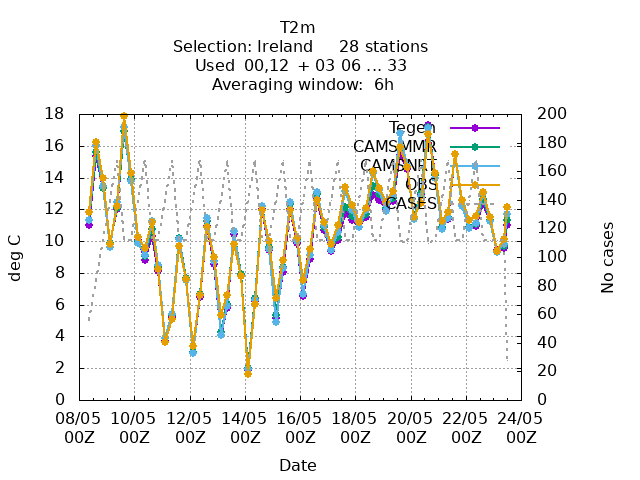 T2m
Selection: Ireland 28 stations
Used 00,12 + 03 06 ... 33
Averaging window: 6h
18 200
16 180
14 160
12 140
10 120
8 100
6 80
4 60
2 40
0 20
0
deg C
No cases
Tegen
CAMSMMR
CAMSNRT
OBS
CASES
08/05 10/05 12/05 14/05 16/05 18/05 20/05 22/05 24/05
00Z 00Z 00Z 00Z 00Z 00Z 00Z 00Z 00Z
Date